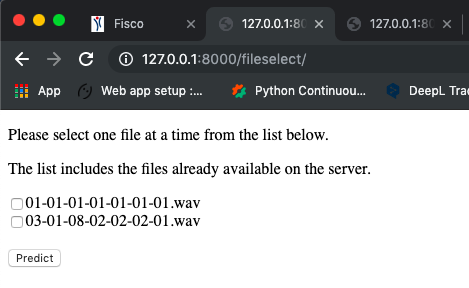 Fisco
127.0.0.1:80
127.0.0.1:80
127.0.0.1:8000/fileselect/
App
Web app setup :...
Python Continuou...
DeepL Trac
Please select one file at a time from the list below.
The list includes the files already available on the server.
01-01-01-01-01-01-01.wav
03-01-08-02-02-02-01.wav
Predict